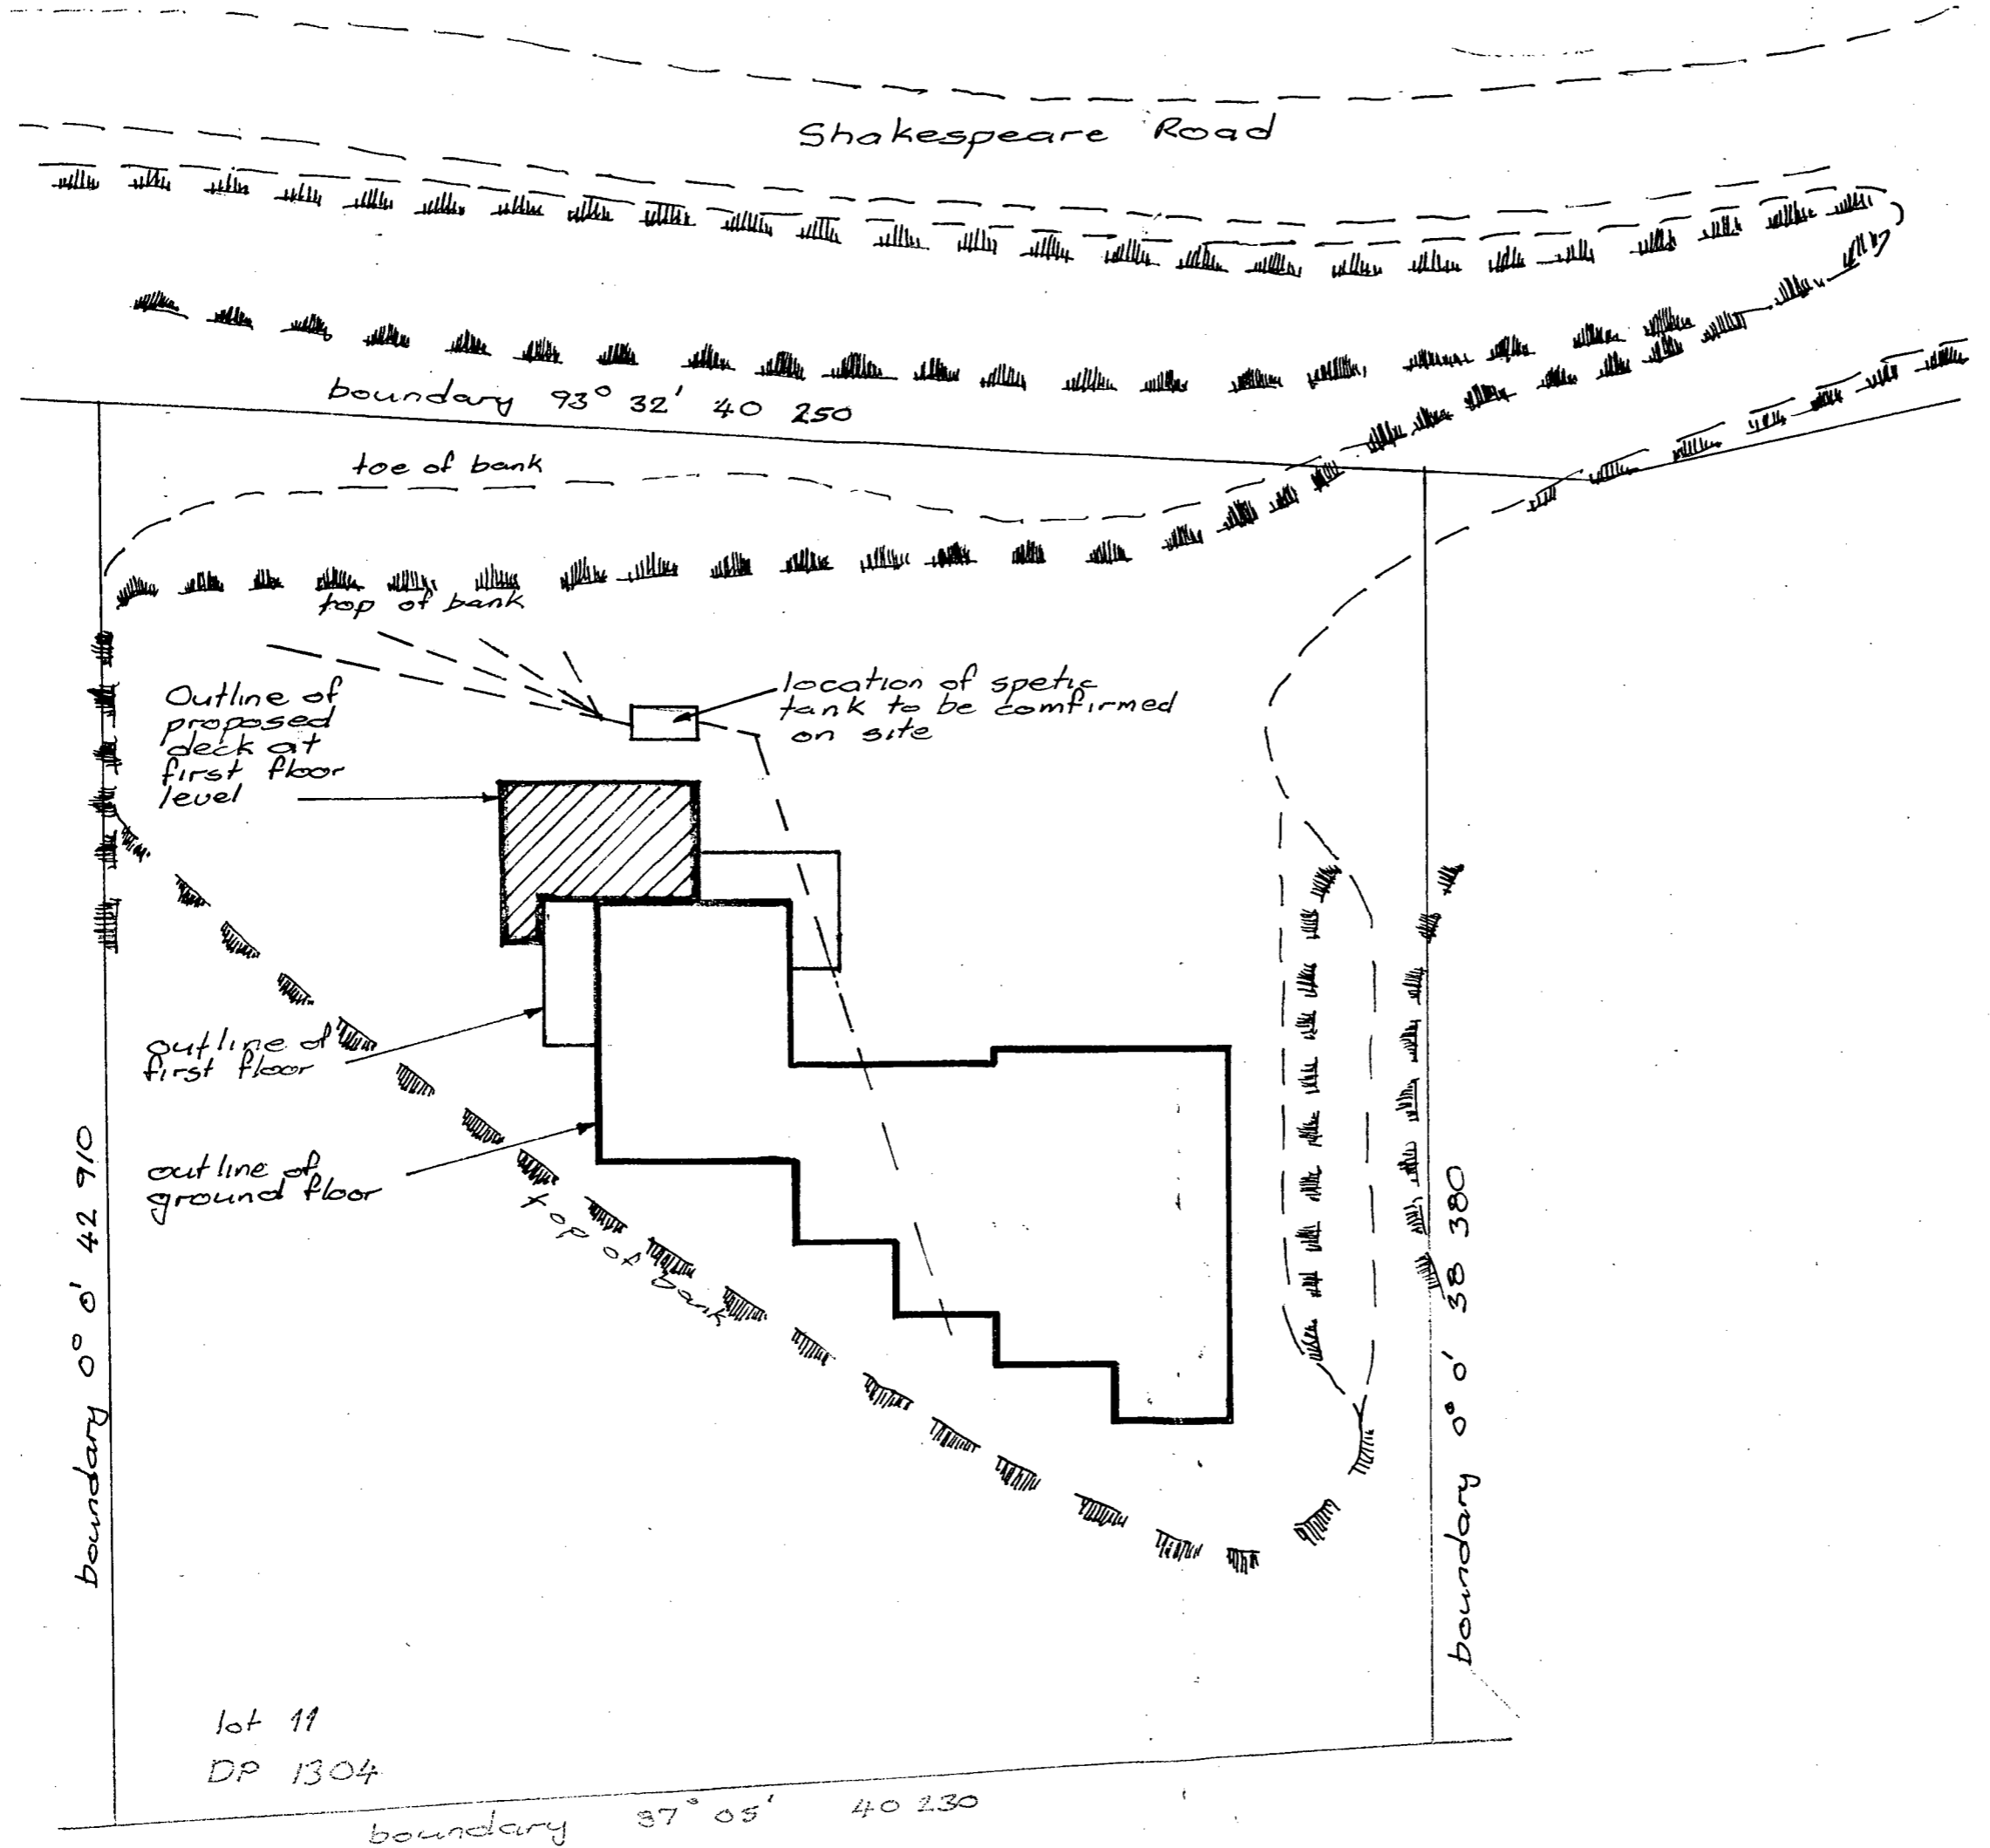 Shakespeare Road
boundary 93° 32' 40 250
toe of bank
top of bank
location of spetic
tank to be comfirmed
on site
Outline of
proposed
deck at
first floor
level
outline of
first floor
outline of
ground floor
top of bank
boundary 0° 0' 42 910
boundary 0° 0' 38 380
lot 11
DP 1304
boundary 87° 05' 40 230